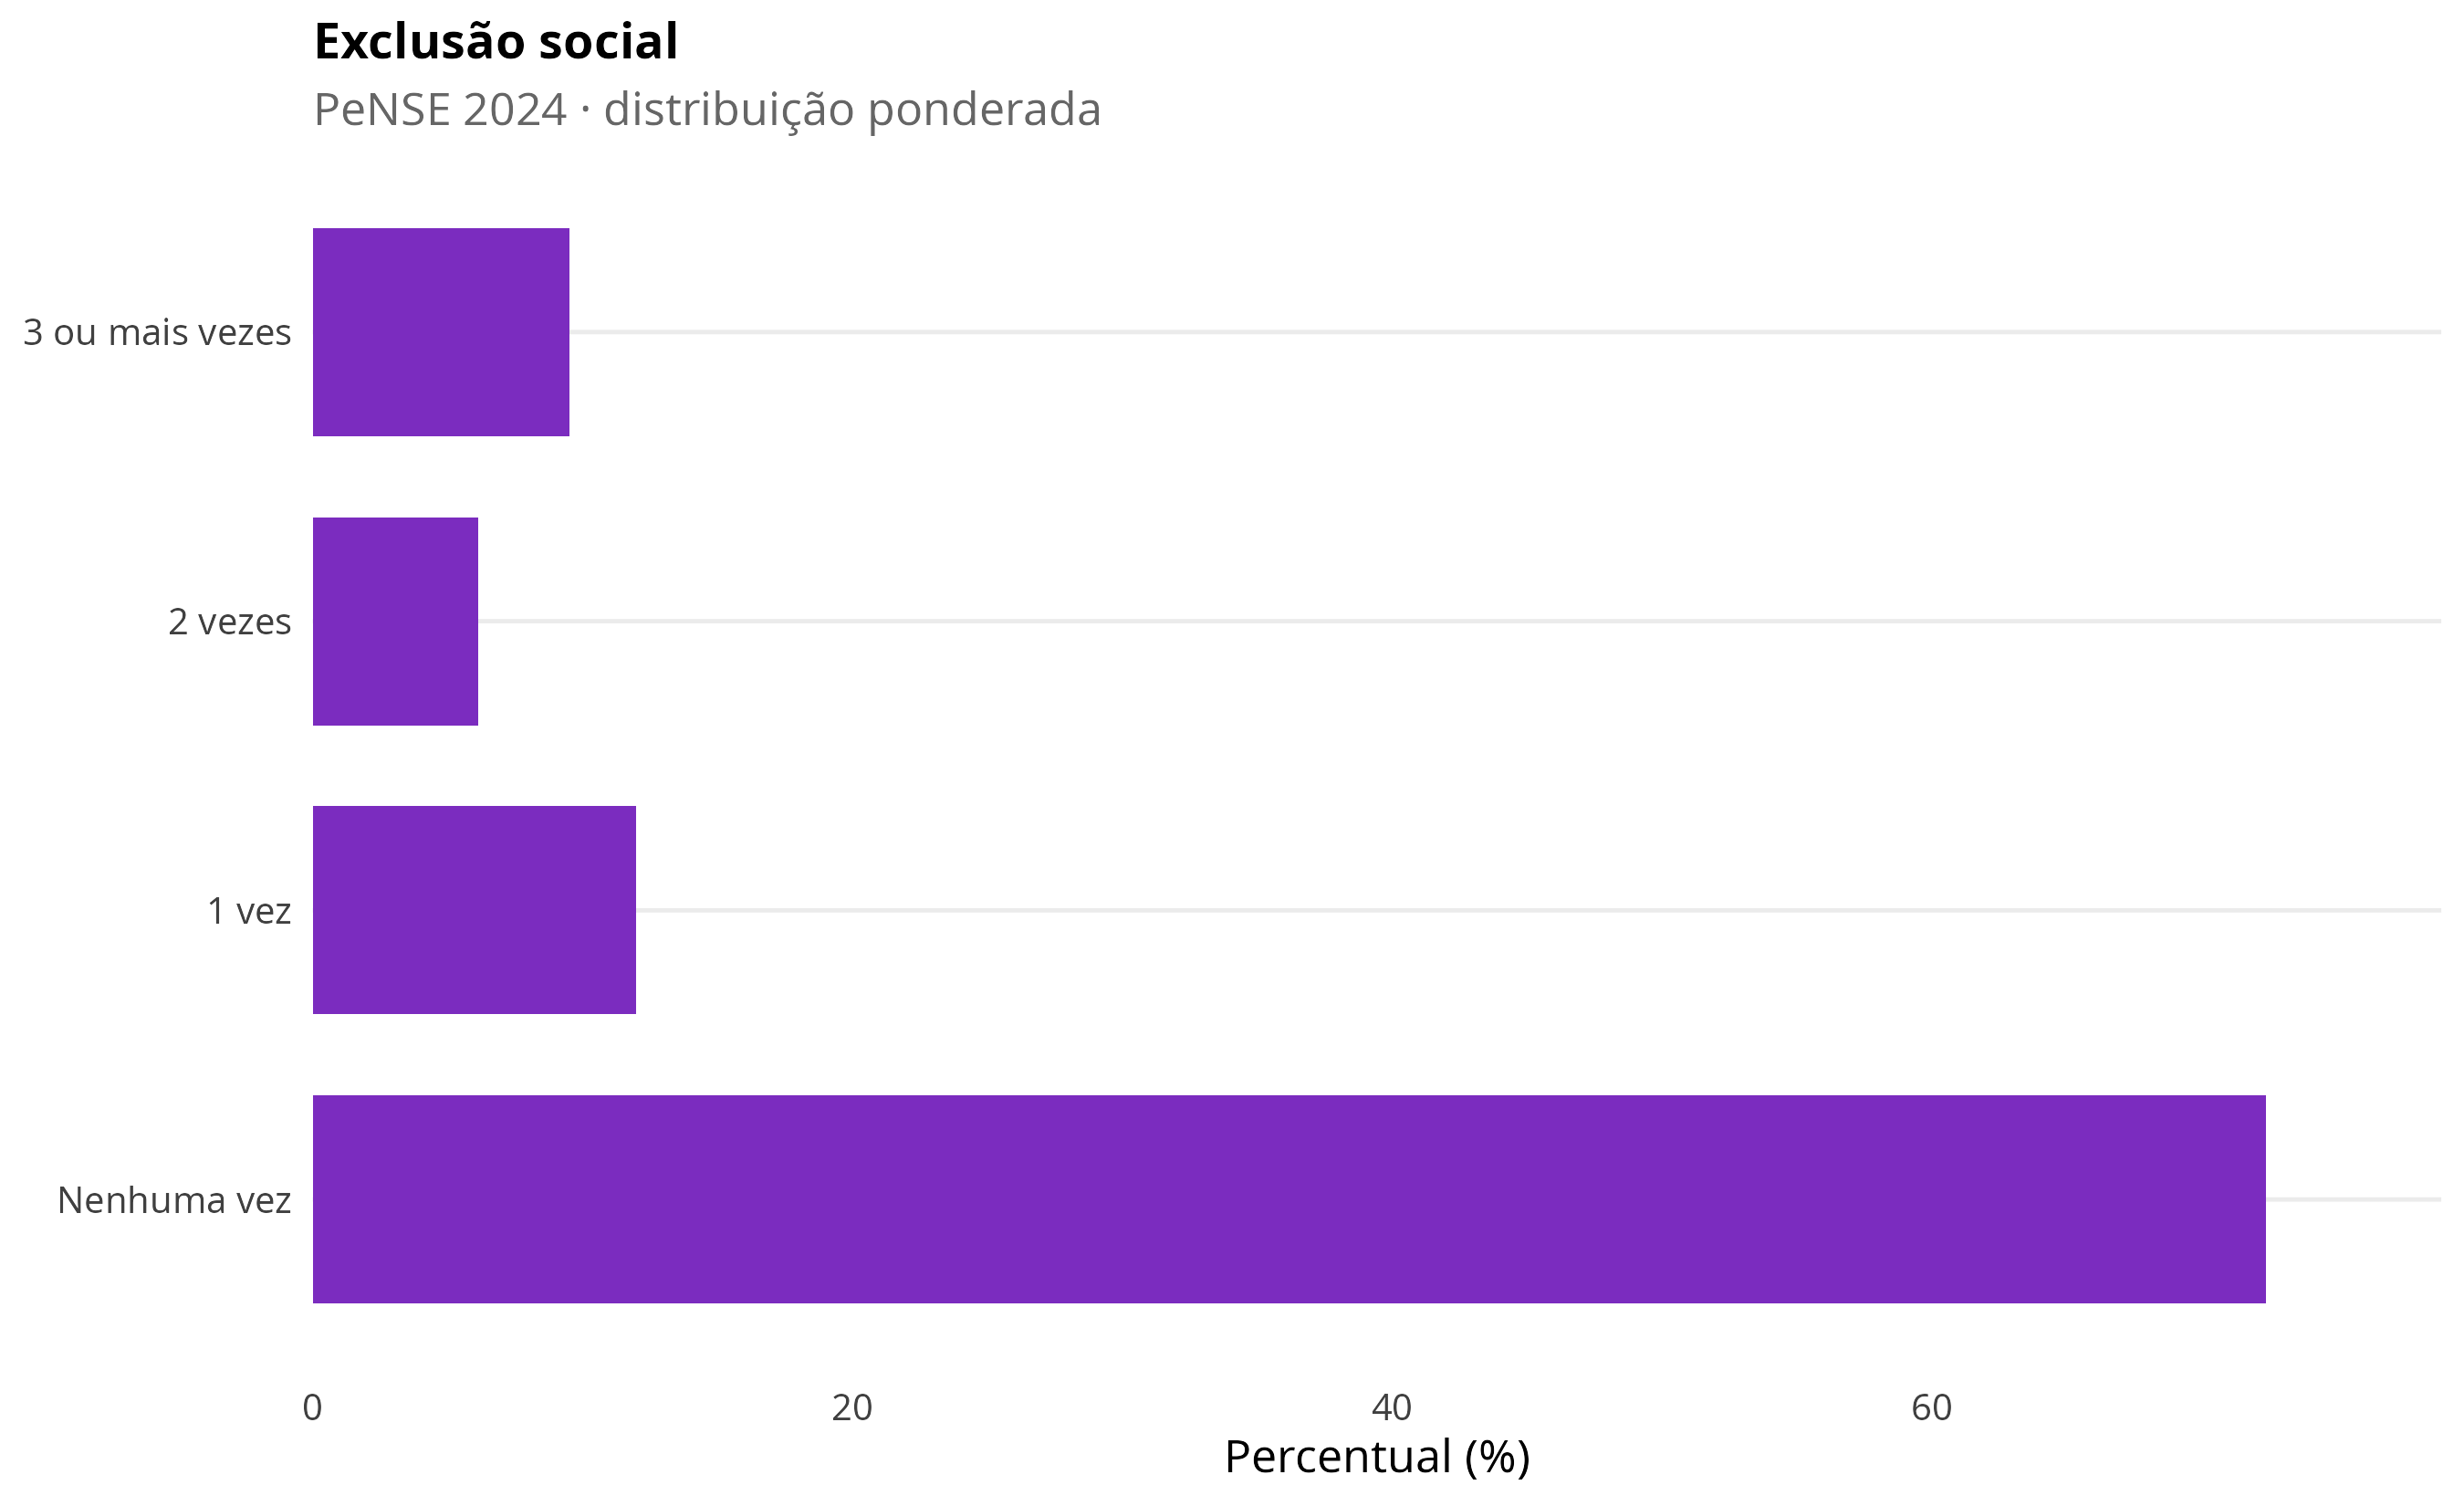 Exclusão social
PeNSE 2024 · distribuição ponderada
3 ou mais vezes
2 vezes
1 vez
Nenhuma vez
0 20 40 60
Percentual (%)